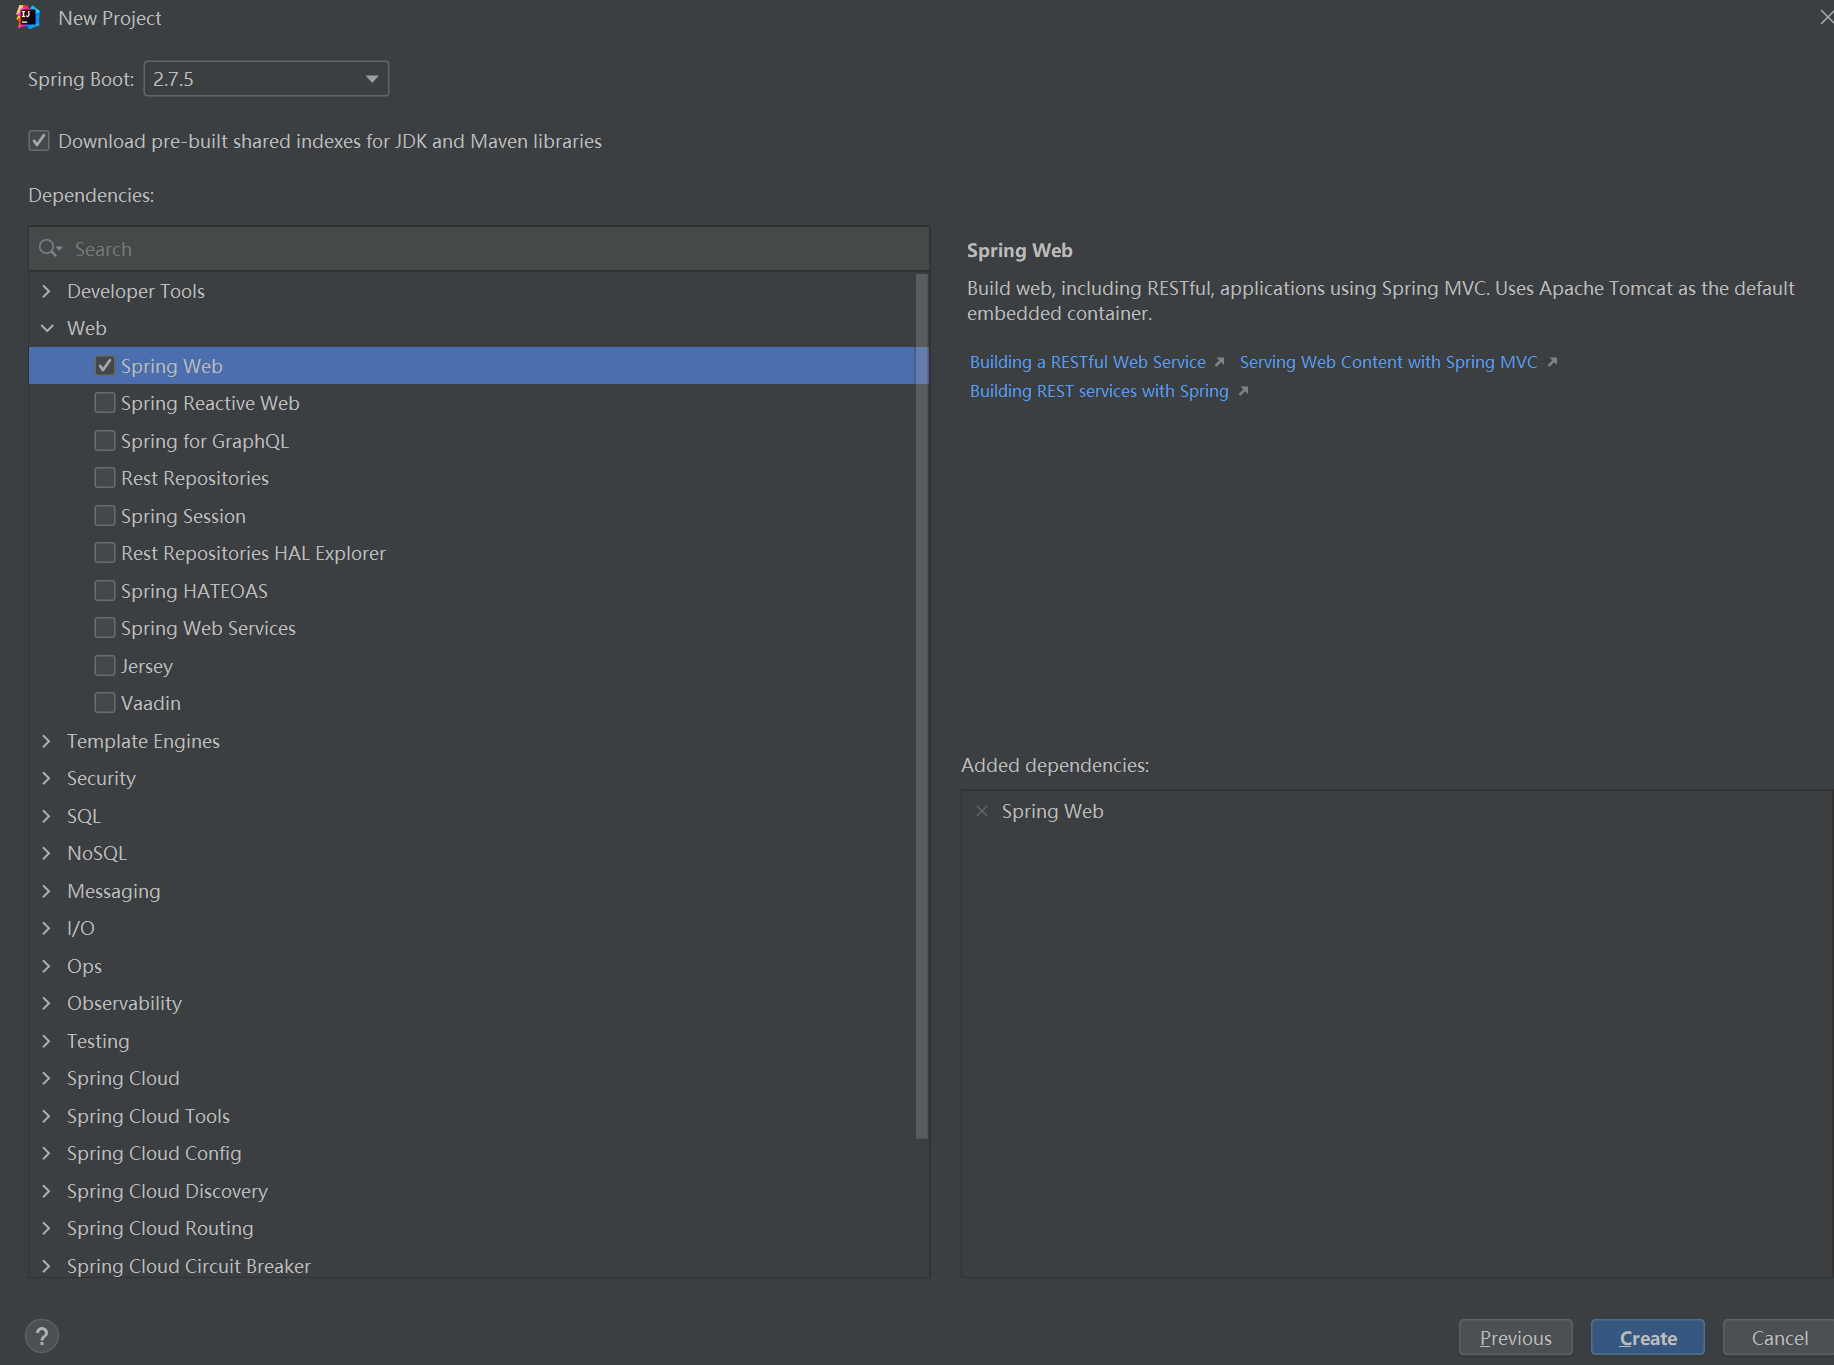 New Project
Spring Boot: 2.7.5
Download pre-built shared indexes for JDK and Maven libraries
Dependencies:
Search
Developer Tools
Web
Spring Web
Spring Reactive Web
Spring for GraphQL
Rest Repositories
Spring Session
Rest Repositories HAL Explorer
Spring HATEOAS
Spring Web Services
Jersey
Vaadin
Template Engines
Security
SQL
NoSQL
Messaging
I/O
Ops
Observability
Testing
Spring Cloud
Spring Cloud Tools
Spring Cloud Config
Spring Cloud Discovery
Spring Cloud Routing
Spring Cloud Circuit Breaker
Spring Web
Build web, including RESTful, applications using Spring MVC. Uses Apache Tomcat as the default
embedded container.
Building a RESTful Web Service Serving Web Content with Spring MVC
Building REST services with Spring
Added dependencies:
Spring Web
? Previous Create Cancel